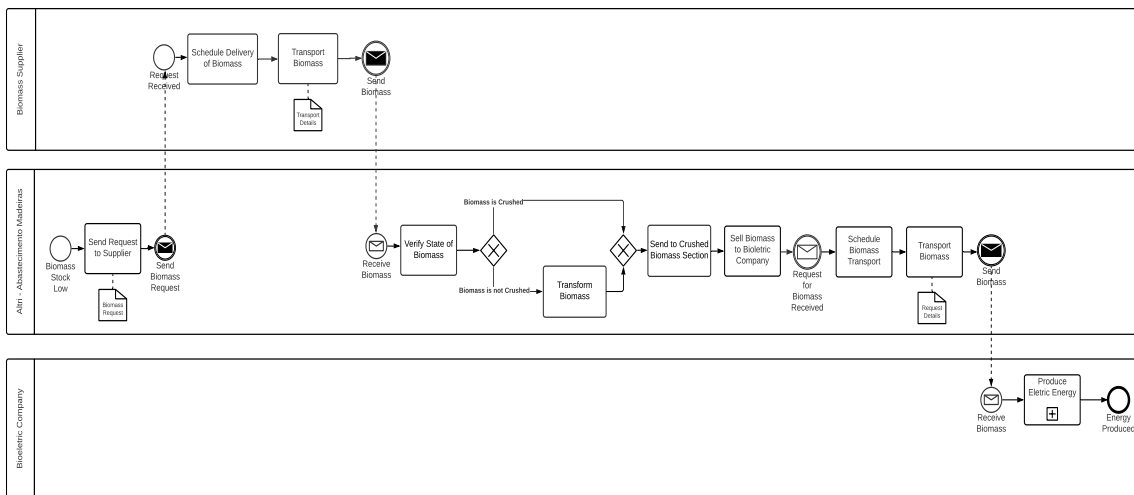 Biomass Supplier
Request
Received
Schedule Delivery
of Biomass
Transport
Biomass
Transport
Details
Send
Biomass
Altri - Abastecimento Madeiras
Biomass
Stock
Low
Send Request
to Supplier
Biomass
Request
Send
Biomass
Request
Receive
Biomass
Verify State of
Biomass
Biomass is Crushed
Biomass is not Crushed
Transform
Biomass
Send to Crushed
Biomass Section
Sell Biomass
to Bioletric
Company
Request
for
Biomass
Received
Schedule
Biomass
Transport
Transport
Biomass
Request
Details
Send
Biomass
Bioeletric Company
Receive
Biomass
Produce
Eletric Energy
Energy
Produced